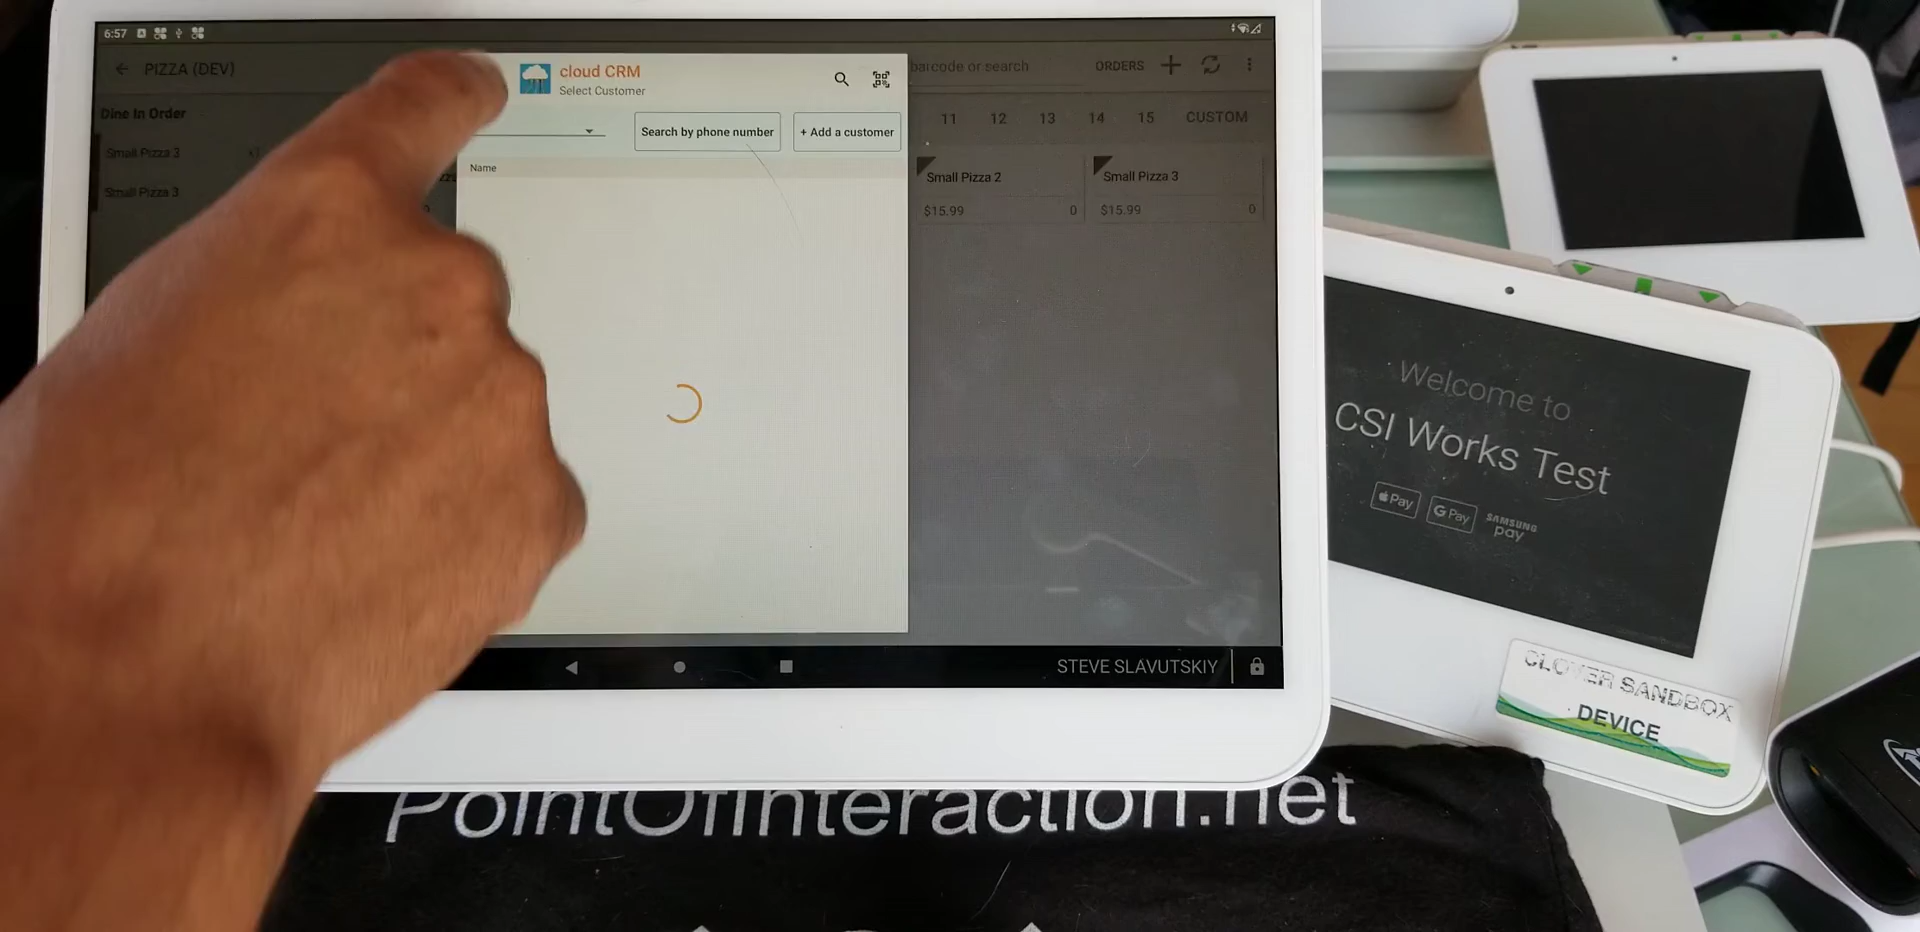 6:57
PIZZA (DEV)
Dine In Order
Small Pizza 3
Small Pizza 3
cloud CRM
Select Customer
Search by phone number
+ Add a customer
Name
barcode or search
ORDERS
11 12 13 14 15 CUSTOM
Small Pizza 2
$15.99 0
Small Pizza 3
$15.99 0
STEVE SLAVUTSKIY
Welcome to
CSI Works Test
Pay
G Pay
SAMSUNG
pay
CLOVER SANDBOX
DEVICE
PointOfInteraction.net